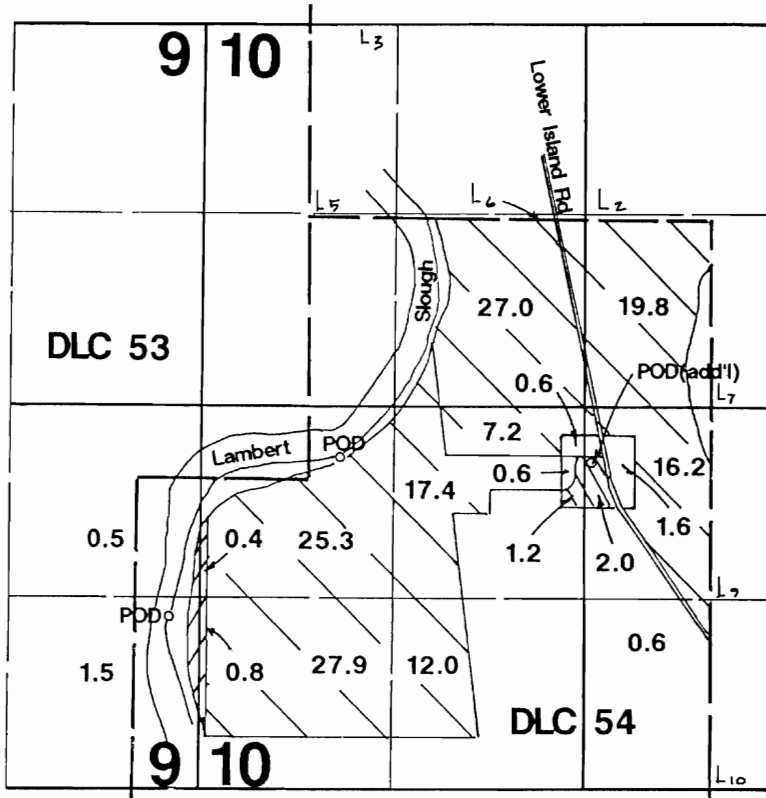 9 10
L3
Lower Island Rd
L5
L6
L2
Slough
27.0
19.8
DLC 53
0.6
POD(add'l)
L7
7.2
Lambert
POD
0.6
16.2
17.4
0.5
0.4
25.3
1.2
2.0
1.6
L9
POD
0.6
1.5
0.8
27.9
12.0
DLC 54
9 10
L10